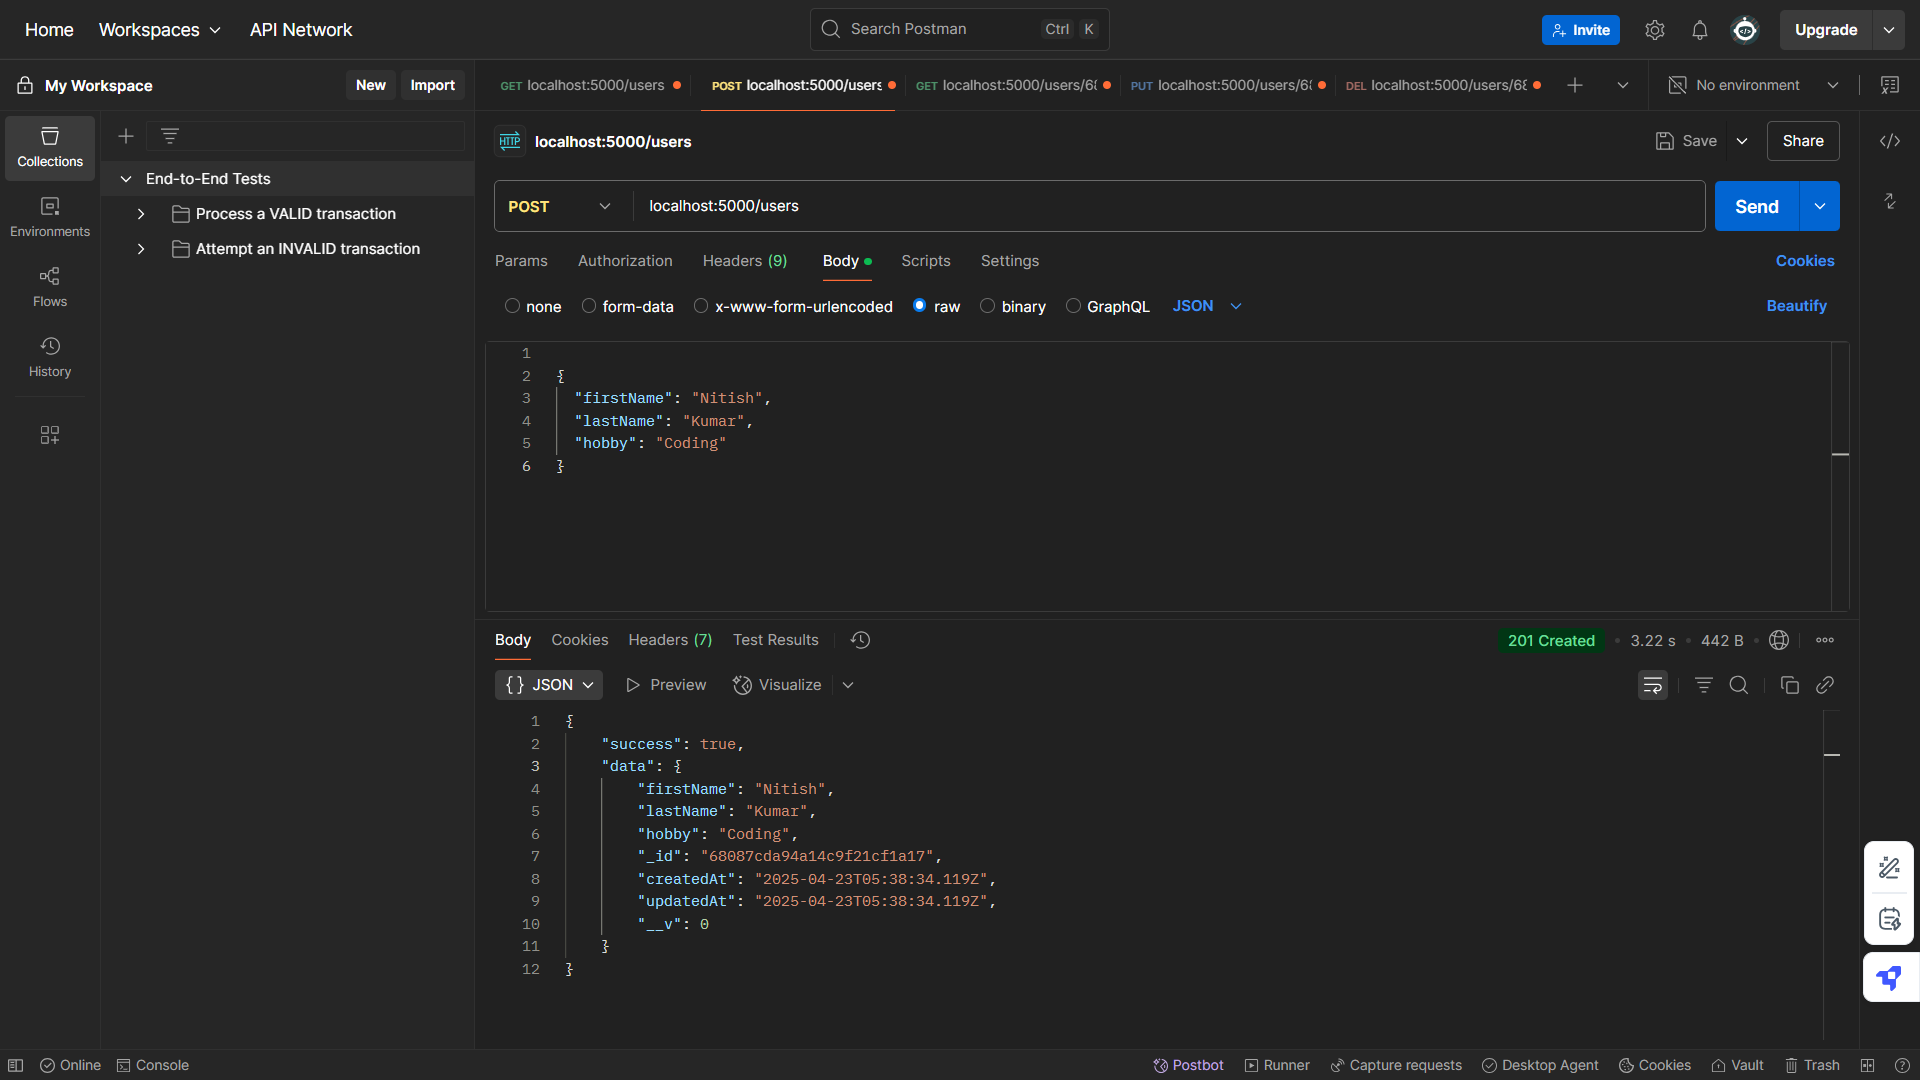 Home Workspaces API Network Search Postman Ctrl K Invite Upgrade
My Workspace New Import GET localhost:5000/users POST localhost:5000/users GET localhost:5000/users/6 PUT localhost:5000/users/6 DEL localhost:5000/users/6 No environment
Collections
Environments
Flows
History
End-to-End Tests
Process a VALID transaction
Attempt an INVALID transaction
HTTP localhost:5000/users Save Share
POST localhost:5000/users Send
Params Authorization Headers (9) Body Scripts Settings Cookies
none form-data x-www-form-urlencoded raw binary GraphQL JSON Beautify
1
2 {
3 "firstName": "Nitish",
4 "lastName": "Kumar",
5 "hobby": "Coding"
6 }
Body Cookies Headers (7) Test Results 201 Created • 3.22 s • 442 B •
{} JSON Preview Visualize
1 {
2 "success": true,
3 "data": {
4 "firstName": "Nitish",
5 "lastName": "Kumar",
6 "hobby": "Coding",
7 "_id": "68087cda94a14c9f21cf1a17",
8 "createdAt": "2025-04-23T05:38:34.119Z",
9 "updatedAt": "2025-04-23T05:38:34.119Z",
10 "__v": 0
11 }
12 }
Online Console Postbot Runner Capture requests Desktop Agent Cookies Vault Trash